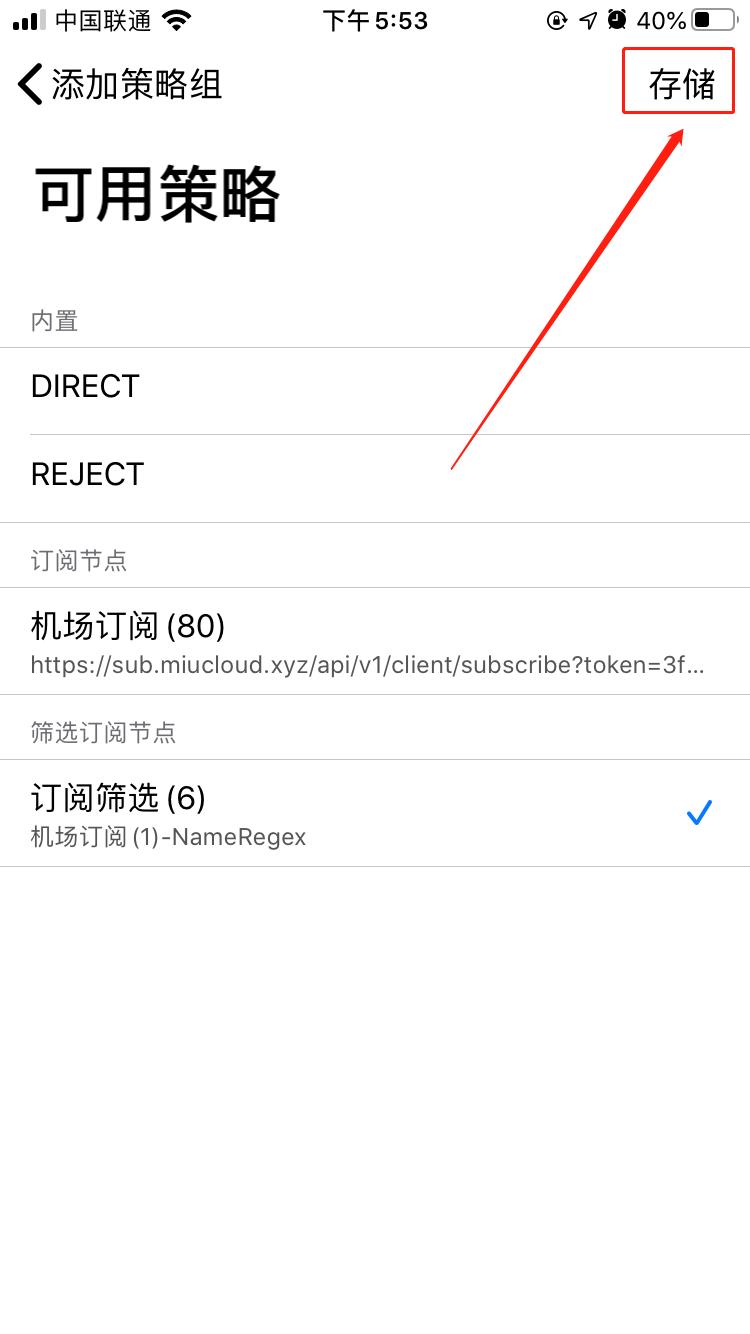 中国联通
下午5:53
40%
添加策略组
存储
可用策略
内置
DIRECT
REJECT
订阅节点
机场订阅 (80)
https://sub.miucloud.xyz/api/v1/client/subscribe?token=3f...
筛选订阅节点
订阅筛选 (6)
机场订阅 (1)-NameRegex